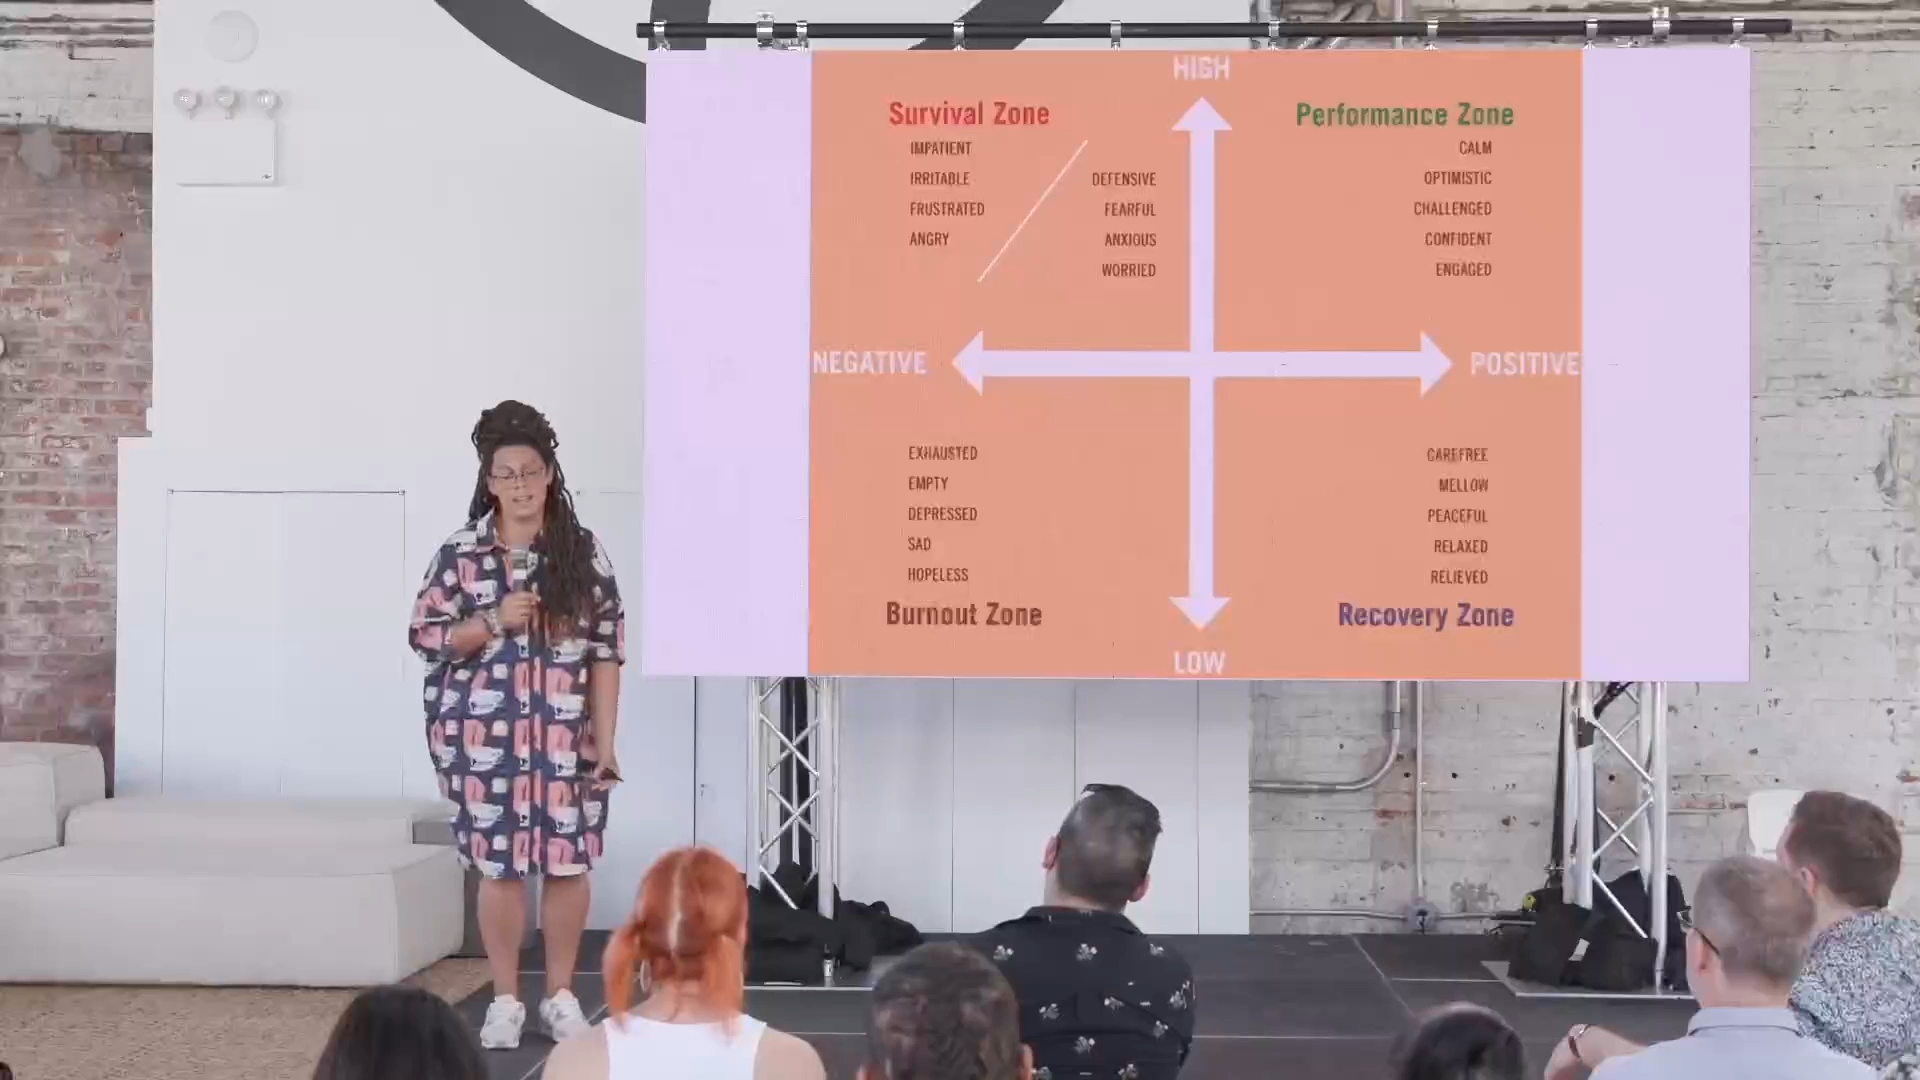 HIGH
Survival Zone
IMPATIENT
IRRITABLE
FRUSTRATED
ANGRY
DEFENSIVE
FEARFUL
ANXIOUS
WORRIED
Performance Zone
CALM
OPTIMISTIC
CHALLENGED
CONFIDENT
ENGAGED
NEGATIVE
POSITIVE
EXHAUSTED
EMPTY
DEPRESSED
SAD
HOPELESS
Burnout Zone
CAREFREE
MELLOW
PEACEFUL
RELAXED
RELIEVED
Recovery Zone
LOW